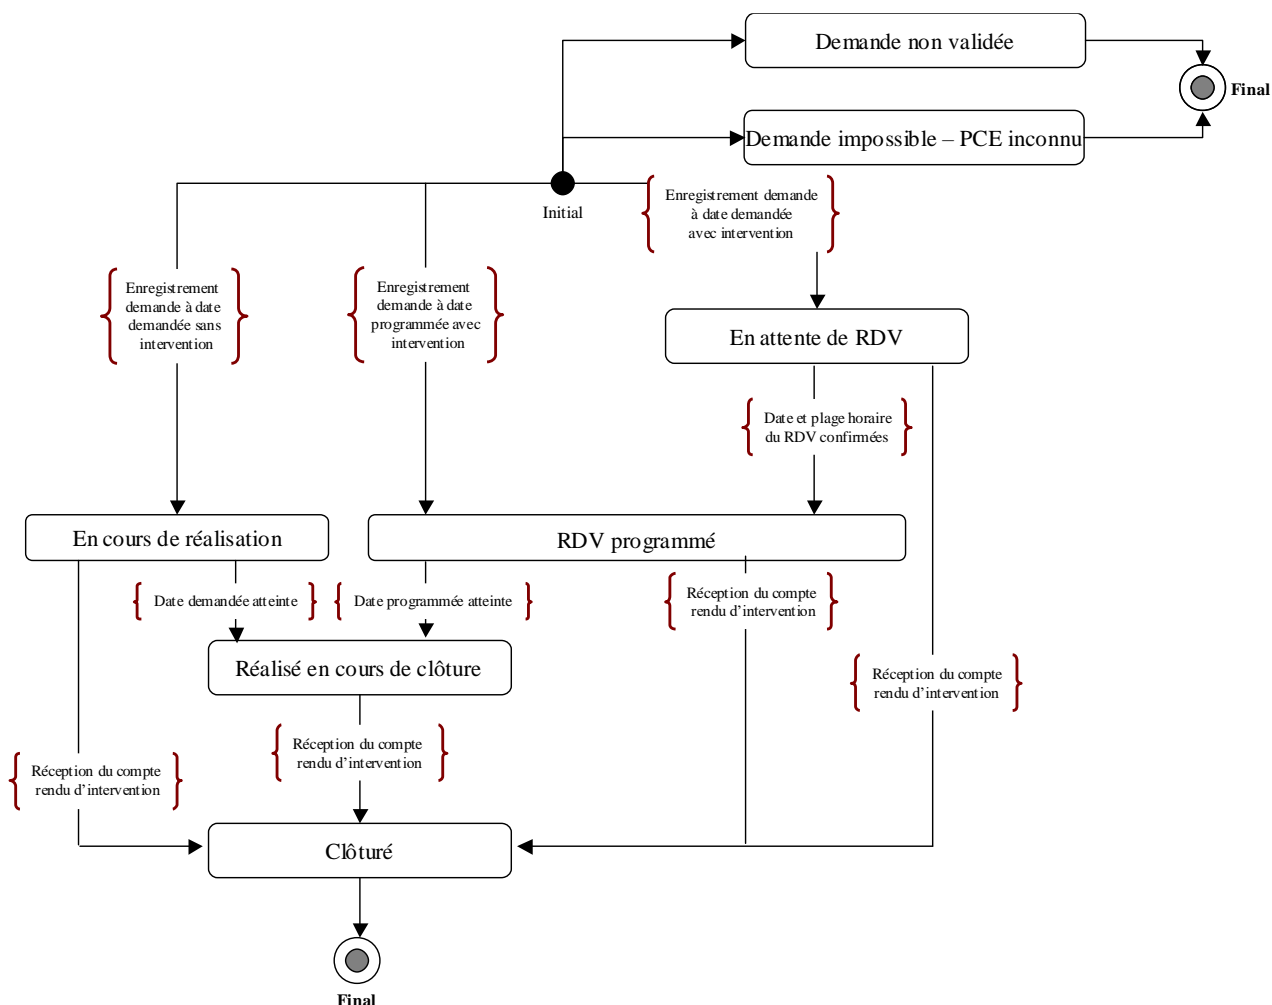 Demande non validée
Final
Demande impossible – PCE inconnu
Initial
Enregistrement demande
à date demandée
avec intervention
Enregistrement
demande à date
demandée sans
intervention
Enregistrement
demande à date
programmée avec
intervention
En attente de RDV
Date et plage horaire
du RDV confirmées
En cours de réalisation
RDV programmé
Date demandée atteinte
Date programmée atteinte
Réception du compte
rendu d'intervention
Réalisé en cours de clôture
Réception du compte
rendu d'intervention
Réception du compte
rendu d'intervention
Réception du compte
rendu d'intervention
Clôturé
Final